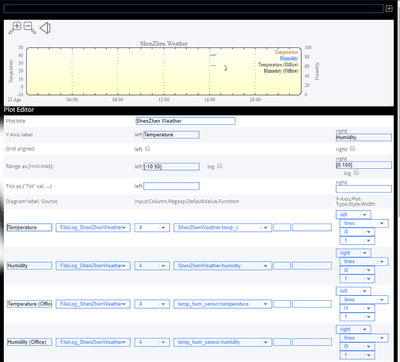 ShenZhen Weather
Temperature
Humidity
Temperature (Office)
Humidity (Office)
50
40
30
20
10
0
-10
100
80
60
40
20
0
Temperature
Humidity
21.Apr
04:00
08:00
12:00
16:00
20:00
Plot Editor
Plot title
ShenZhen Weather
Y-Axis label
left Temperature
right
Humidity
Grid aligned
left
right
Range as [min:max]
left [-10:50]
log
right
[0:100]
log
Tics as ("Txt" val, ...)
left
right
Diagram label, Source
Input:Column,Regexp,DefaultValue,Function
Y-Axis,Plot-
Type,Style,Width
Temperature
FileLog_ShenZhenWeather
4
ShenZhenWeather.temp_c:
left
lines
l0
1
Humidity
FileLog_ShenZhenWeather
4
ShenZhenWeather.humidity:
right
lines
l2
1
Temperature (Offic
FileLog_ShenZhenWeather
4
temp_hum_sensor.temperature:
left
lines
l1
1
Humidity (Office)
FileLog_ShenZhenWeather
4
temp_hum_sensor.humidity:
right
lines
l5
1